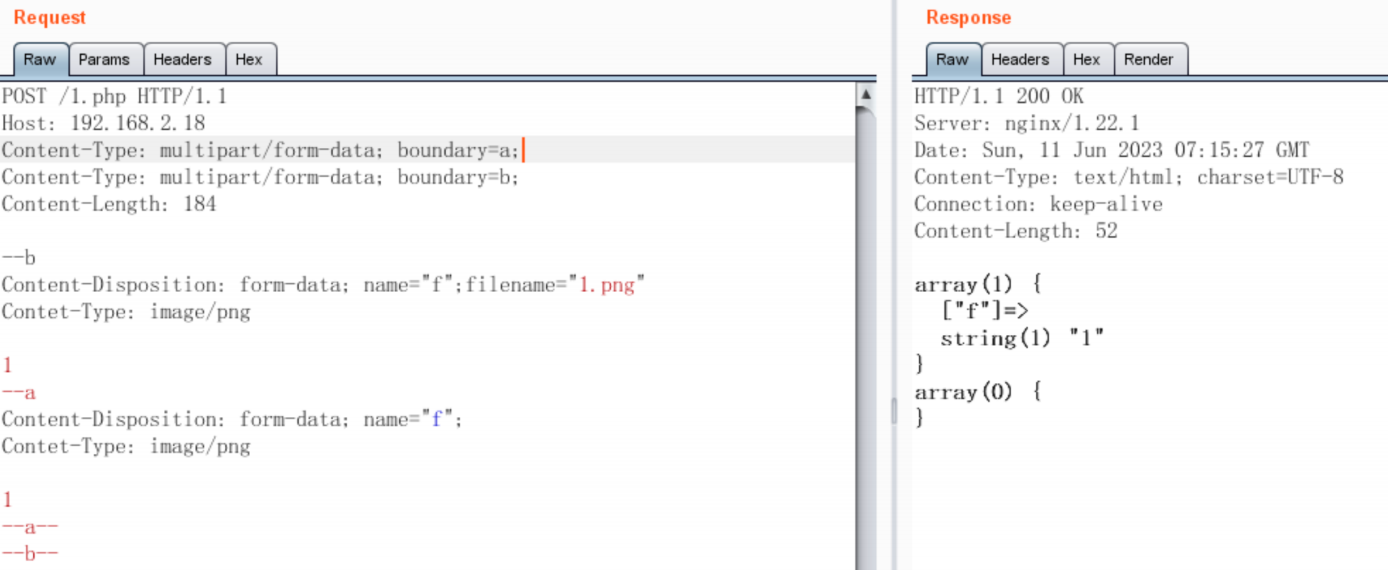 Request
Raw Params Headers Hex
POST /1.php HTTP/1.1
Host: 192.168.2.18
Content-Type: multipart/form-data; boundary=a;
Content-Type: multipart/form-data; boundary=b;
Content-Length: 184
--b
Content-Disposition: form-data; name="f";filename="1.png"
Contet-Type: image/png
1
--a
Content-Disposition: form-data; name="f";
Contet-Type: image/png
1
--a--
--b--
Response
Raw Headers Hex Render
HTTP/1.1 200 OK
Server: nginx/1.22.1
Date: Sun, 11 Jun 2023 07:15:27 GMT
Content-Type: text/html; charset=UTF-8
Connection: keep-alive
Content-Length: 52
array(1) {
  ["f"]=>
  string(1) "1"
}
array(0) {
}